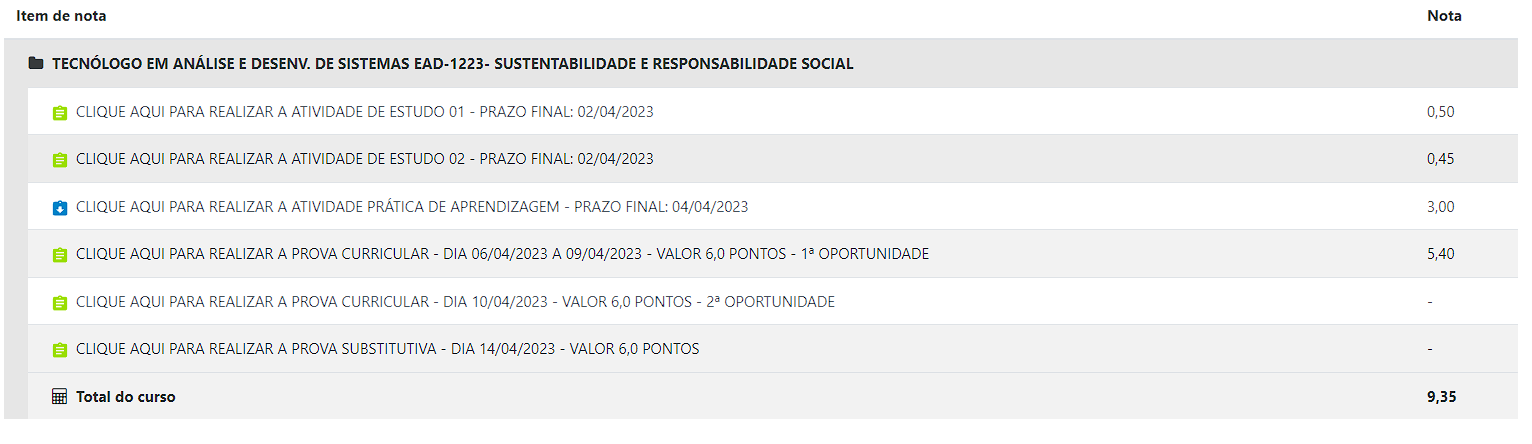 Item de nota Nota
TECNÓLOGO EM ANÁLISE E DESENV. DE SISTEMAS EAD-1223- SUSTENTABILIDADE E RESPONSABILIDADE SOCIAL
CLIQUE AQUI PARA REALIZAR A ATIVIDADE DE ESTUDO 01 - PRAZO FINAL: 02/04/2023 0,50
CLIQUE AQUI PARA REALIZAR A ATIVIDADE DE ESTUDO 02 - PRAZO FINAL: 02/04/2023 0,45
CLIQUE AQUI PARA REALIZAR A ATIVIDADE PRÁTICA DE APRENDIZAGEM - PRAZO FINAL: 04/04/2023 3,00
CLIQUE AQUI PARA REALIZAR A PROVA CURRICULAR - DIA 06/04/2023 A 09/04/2023 - VALOR 6,0 PONTOS - 1ª OPORTUNIDADE 5,40
CLIQUE AQUI PARA REALIZAR A PROVA CURRICULAR - DIA 10/04/2023 - VALOR 6,0 PONTOS - 2ª OPORTUNIDADE -
CLIQUE AQUI PARA REALIZAR A PROVA SUBSTITUTIVA - DIA 14/04/2023 - VALOR 6,0 PONTOS -
Total do curso 9,35